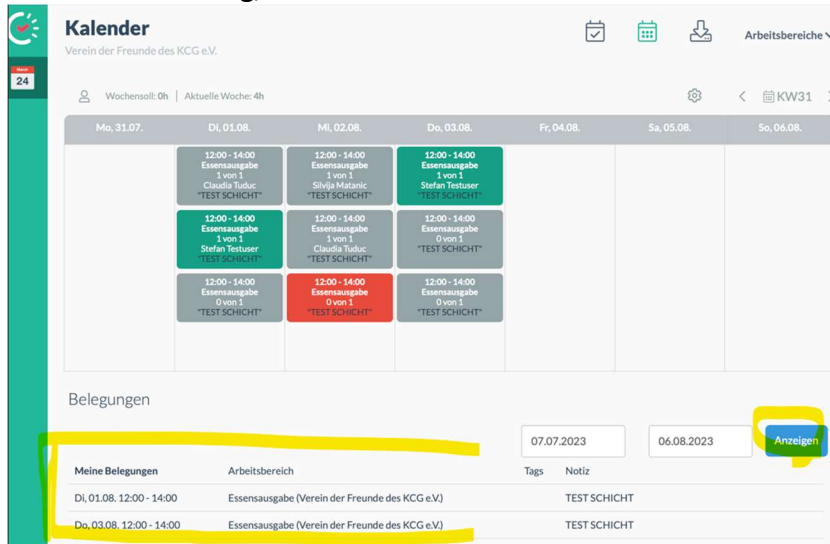 Kalender
Verein der Freunde des KCG e.V.
Arbeitsbereiche
March
24
Wochensoll: 0h | Aktuelle Woche: 4h
KW31
Mo, 31.07. Di, 01.08. Mi, 02.08. Do, 03.08. Fr, 04.08. Sa, 05.08. So, 06.08.
12:00 - 14:00 12:00 - 14:00 12:00 - 14:00
Essensausgabe Essensausgabe Essensausgabe
1 von 1 1 von 1 1 von 1
Claudia Tuduc Silvija Matanic Stefan Testuser
"TEST SCHICHT" "TEST SCHICHT" "TEST SCHICHT"
12:00 - 14:00 12:00 - 14:00 12:00 - 14:00
Essensausgabe Essensausgabe Essensausgabe
1 von 1 1 von 1 0 von 1
Stefan Testuser Claudia Tuduc "TEST SCHICHT"
"TEST SCHICHT" "TEST SCHICHT"
12:00 - 14:00 12:00 - 14:00 12:00 - 14:00
Essensausgabe Essensausgabe Essensausgabe
0 von 1 0 von 1 0 von 1
"TEST SCHICHT" "TEST SCHICHT" "TEST SCHICHT"
Belegungen
07.07.2023 06.08.2023 Anzeigen
Meine Belegungen Arbeitsbereich Tags Notiz
Di, 01.08. 12:00 - 14:00 Essensausgabe (Verein der Freunde des KCG e.V.) TEST SCHICHT
Do, 03.08. 12:00 - 14:00 Essensausgabe (Verein der Freunde des KCG e.V.) TEST SCHICHT